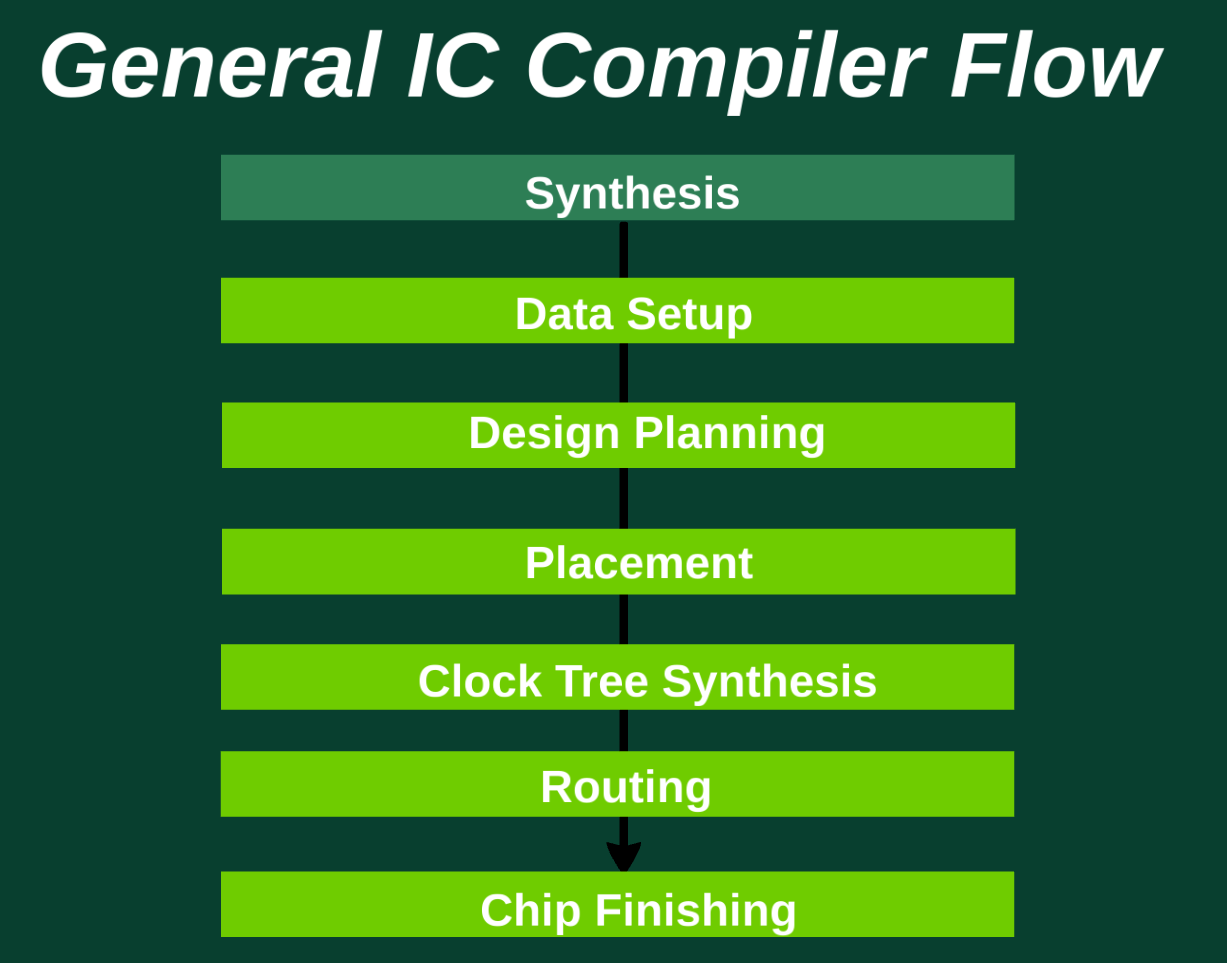 General IC Compiler Flow
Synthesis
Data Setup
Design Planning
Placement
Clock Tree Synthesis
Routing
Chip Finishing